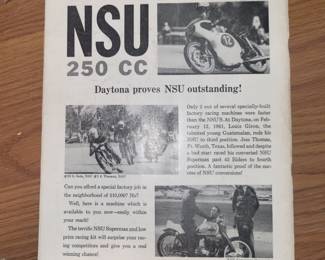 NSU
250 CC
12
Daytona proves NSU outstanding!
Only 2 out of several specially-built
factory racing machines were faster
than the NSU'S. At Daytona, on Feb-
ruary 12, 1961, Louis Giron, the
talented young Guatemalan, rode his
NSU to third position. Jess Thomas,
Ft. Worth, Texas, followed and despite
a bad start raced his converted NSU
Supermax past 42 Riders to fourth
position. A fantastic proof of the suc-
cess of NSU conversions!
Can you afford a special factory job in
the neighborhood of $10,000? No?
Well, here is a machine which is
available to you now—easily within
your reach!
The terrific NSU Supermax and low
price racing kit will surprise your rac-
ing competitors and give you a real
winning chance!